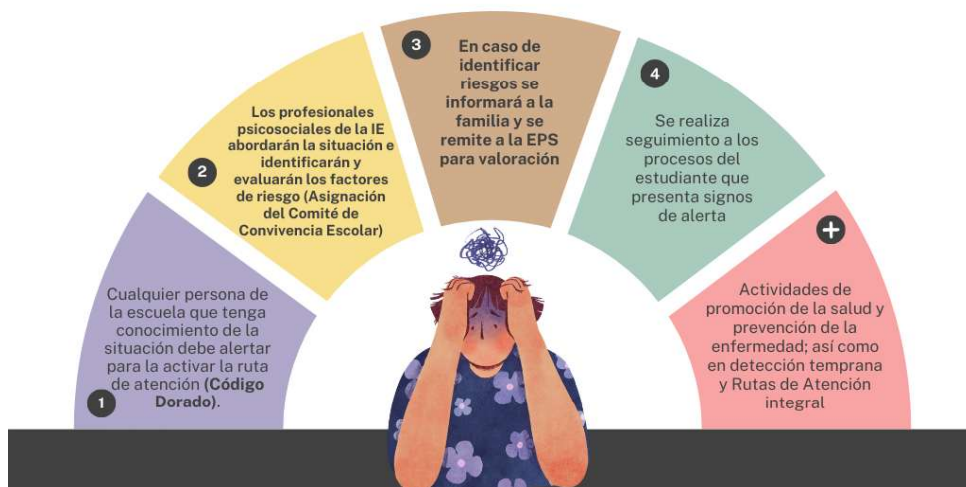 1
Cualquier persona de
la escuela que tenga
conocimiento de la
situación debe alertar
para la activar la ruta
de atención (Código
Dorado).
2
Los profesionales
psicosociales de la IE
abordarán la situación e
identificarán y
evaluarán los factores
de riesgo (Asignación
del Comité de
Convivencia Escolar)
3
En caso de
identificar
riesgos se
informará a la
familia y se
remite a la EPS
para valoración
4
Se realiza
seguimiento a los
procesos del
estudiante que
presenta signos
de alerta
+
Actividades de
promoción de la salud y
prevención de la
enfermedad; así como
en detección temprana
y Rutas de Atención
integral